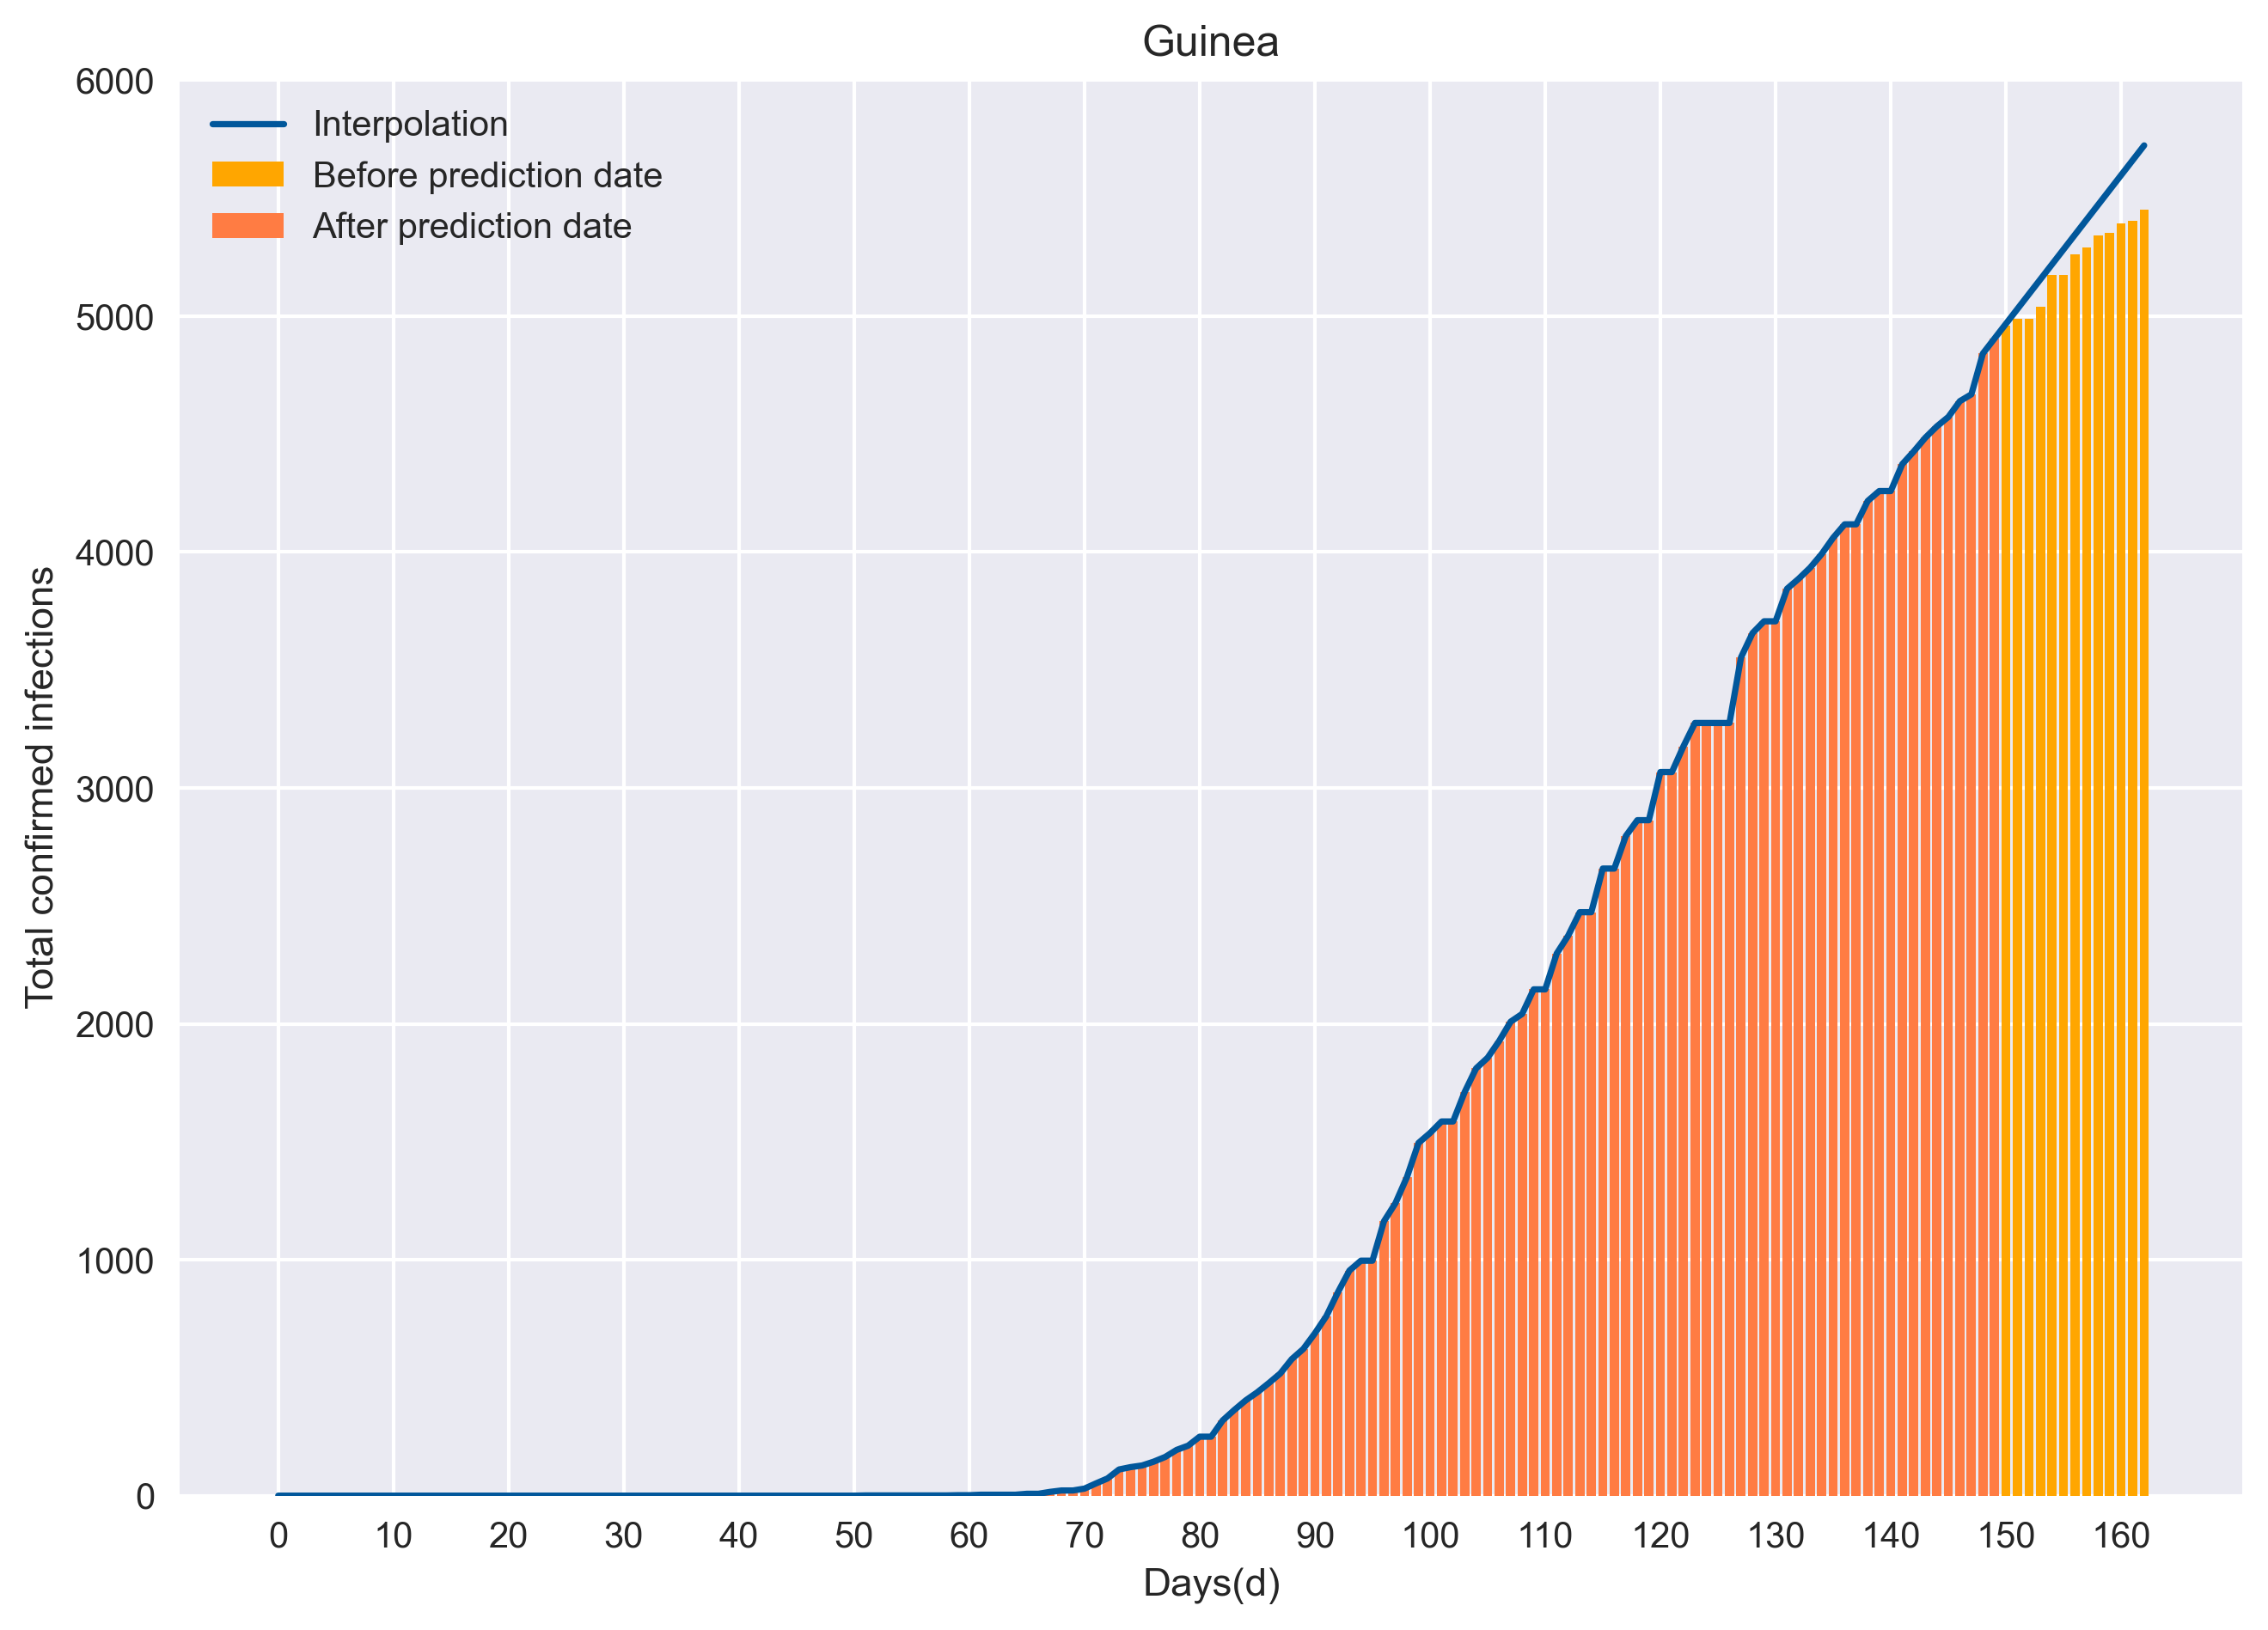 Guinea
6000
5000
4000
3000
2000
1000
0
Interpolation
Before prediction date
After prediction date
Total confirmed infections
0 10 20 30 40 50 60 70 80 90 100 110 120 130 140 150 160
Days(d)